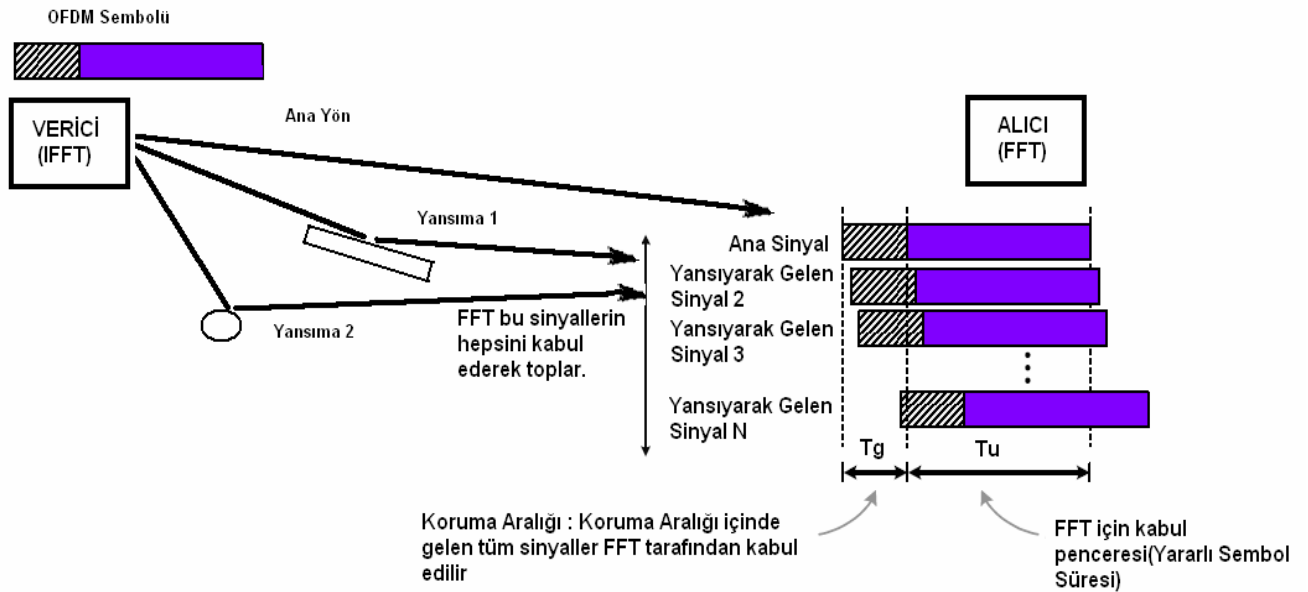 OFDM Sembolü
VERİCİ
(IFFT)
Ana Yön
ALICI
(FFT)
Yansıma 1
Yansıma 2
FFT bu sinyallerin
hepsini kabul
ederek toplar.
Ana Sinyal
Yansıyarak Gelen
Sinyal 2
Yansıyarak Gelen
Sinyal 3
Yansıyarak Gelen
Sinyal N
Tg
Tu
Koruma Aralığı : Koruma Aralığı içinde
gelen tüm sinyaller FFT tarafından kabul
edilir
FFT için kabul
penceresi(Yararlı Sembol
Süresi)